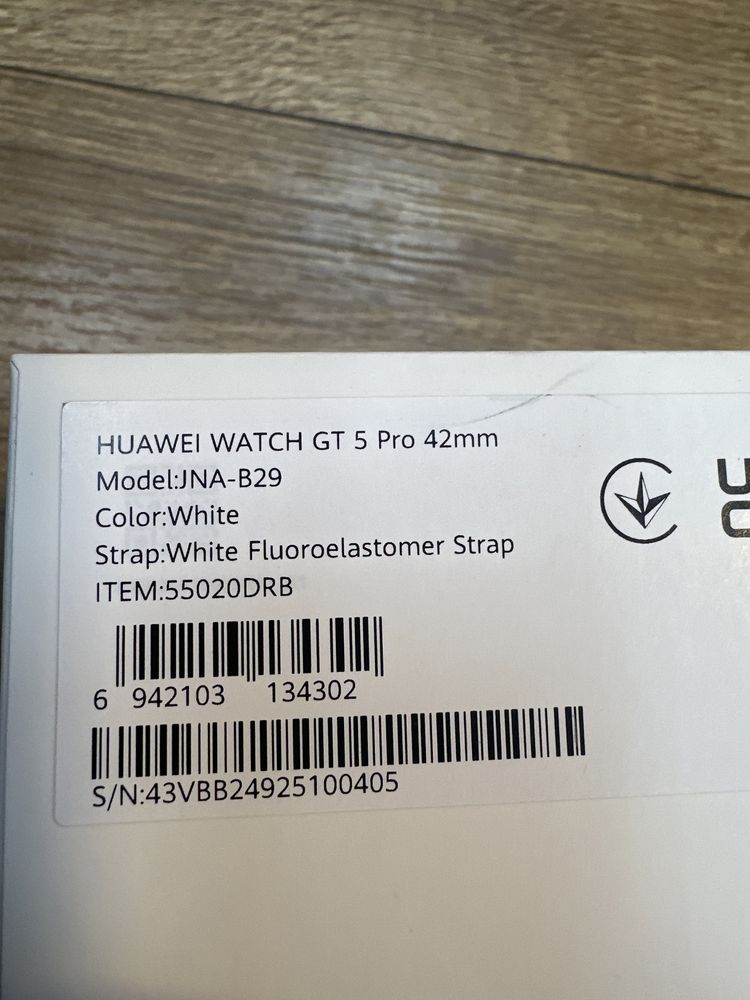 HUAWEI WATCH GT 5 Pro 42mm
Model:JNA-B29
Color:White
Strap:White Fluoroelastomer Strap
ITEM:55020DRB
6 942103 134302
S/N:43VBB24925100405